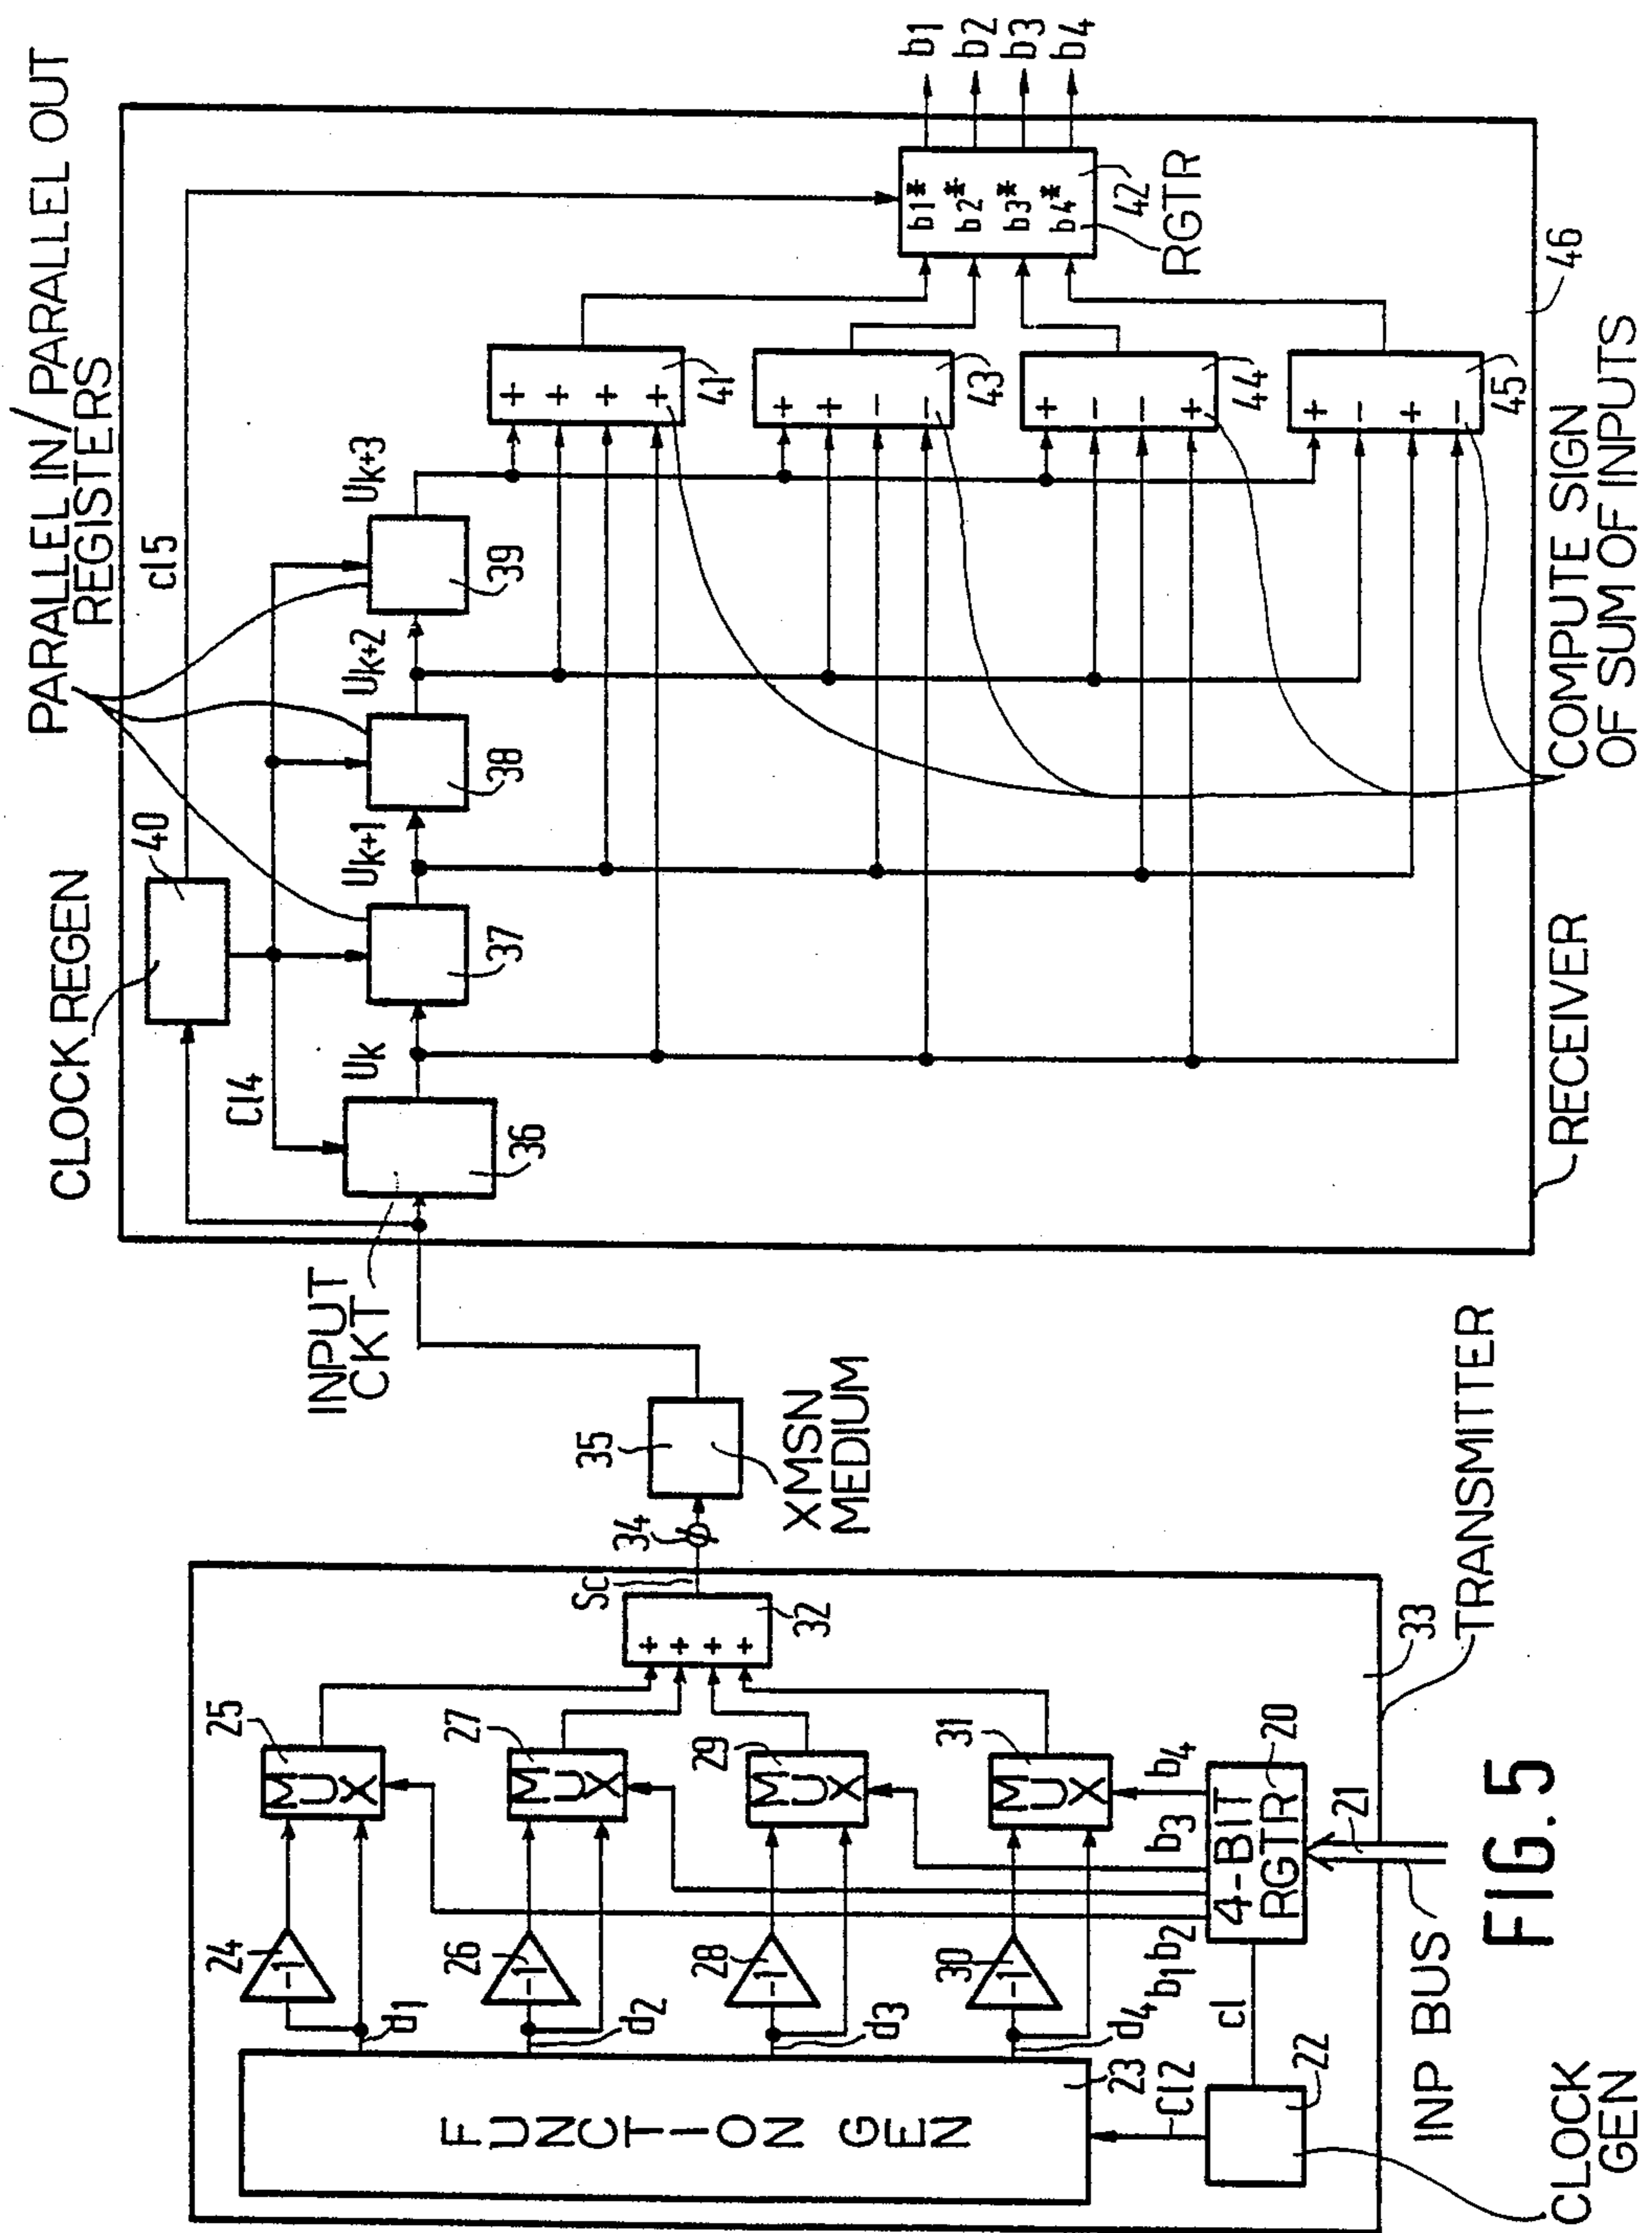 PARALLEL IN/PARALLEL OUT
REGISTERS
CLOCK REGEN
40
cl5
Cl4
INPUT
CKT
36
Uk
37
Uk+1
38
Uk+2
39
Uk+3
+
+
+
+
41
+
+
-
-
43
+
-
-
+
44
+
-
+
-
45
b1*
b2*
b3*
b4*
42
RGTR
b1
b2
b3
b4
46
COMPUTE SIGN
OF SUM OF INPUTS
RECEIVER
35
XMSN
MEDIUM
34
Sc
+
+
+
+
32
FUNCTION GEN
23
d1
-1
24
MUX
25
d2
-1
26
MUX
27
d3
-1
28
MUX
29
d4
-1
30
MUX
31
b1b2
b3
b4
4-BIT
RGTR
20
21
INP BUS
cl
Cl2
22
CLOCK
GEN
33
TRANSMITTER
FIG. 5